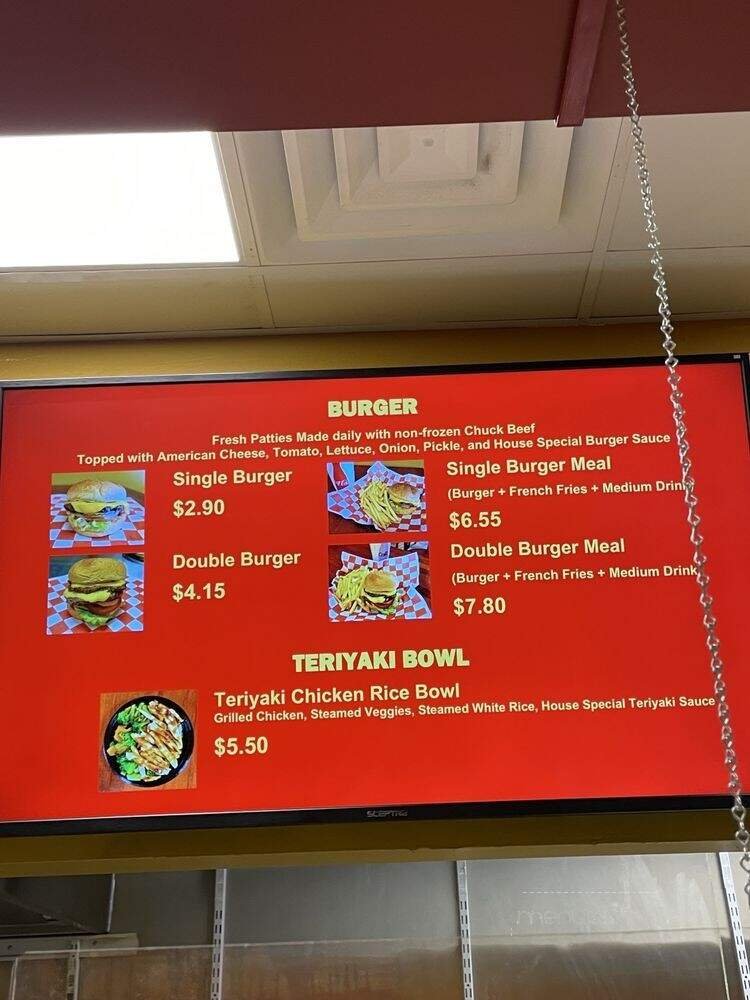 BURGER
Fresh Patties Made daily with non-frozen Chuck Beef
Topped with American Cheese, Tomato, Lettuce, Onion, Pickle, and House Special Burger Sauce
Single Burger
$2.90
Single Burger Meal
(Burger + French Fries + Medium Drink
$6.55
Double Burger
$4.15
Double Burger Meal
(Burger + French Fries + Medium Drink
$7.80
TERIYAKI BOWL
Teriyaki Chicken Rice Bowl
Grilled Chicken, Steamed Veggies, Steamed White Rice, House Special Teriyaki Sauce
$5.50
SCEPTRE